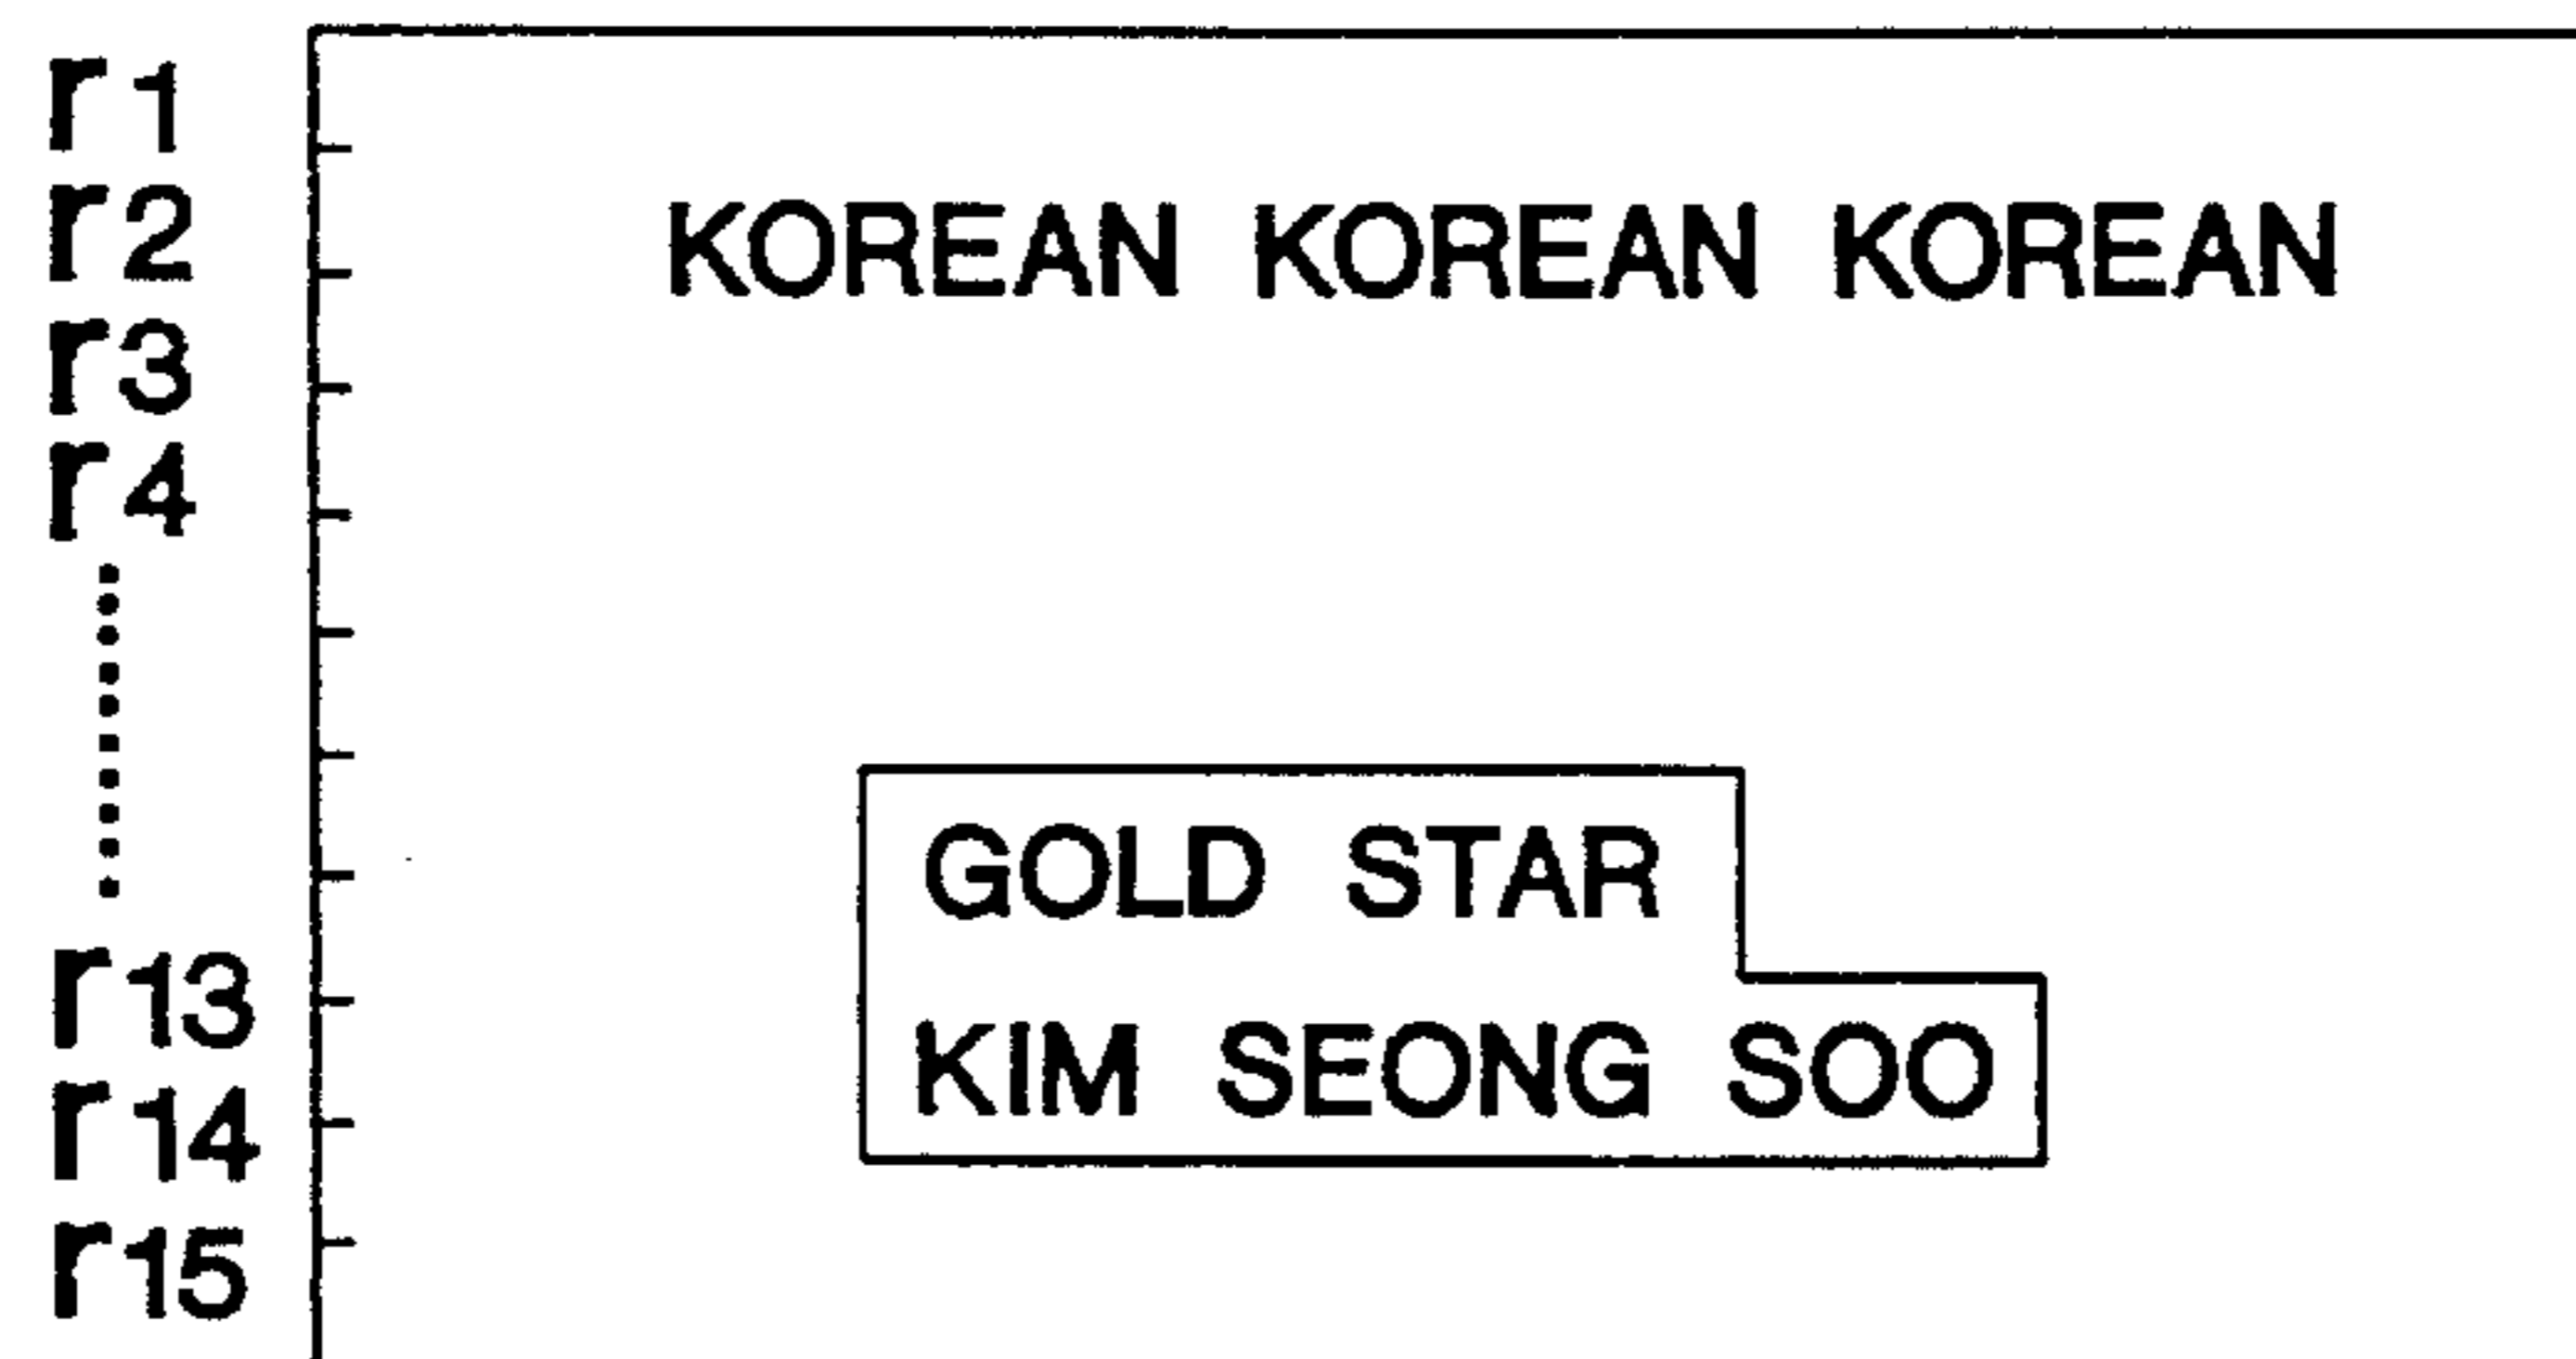 r1
r2 KOREAN KOREAN KOREAN
r3
r4
GOLD STAR
r13
KIM SEONG SOO
r14
r15